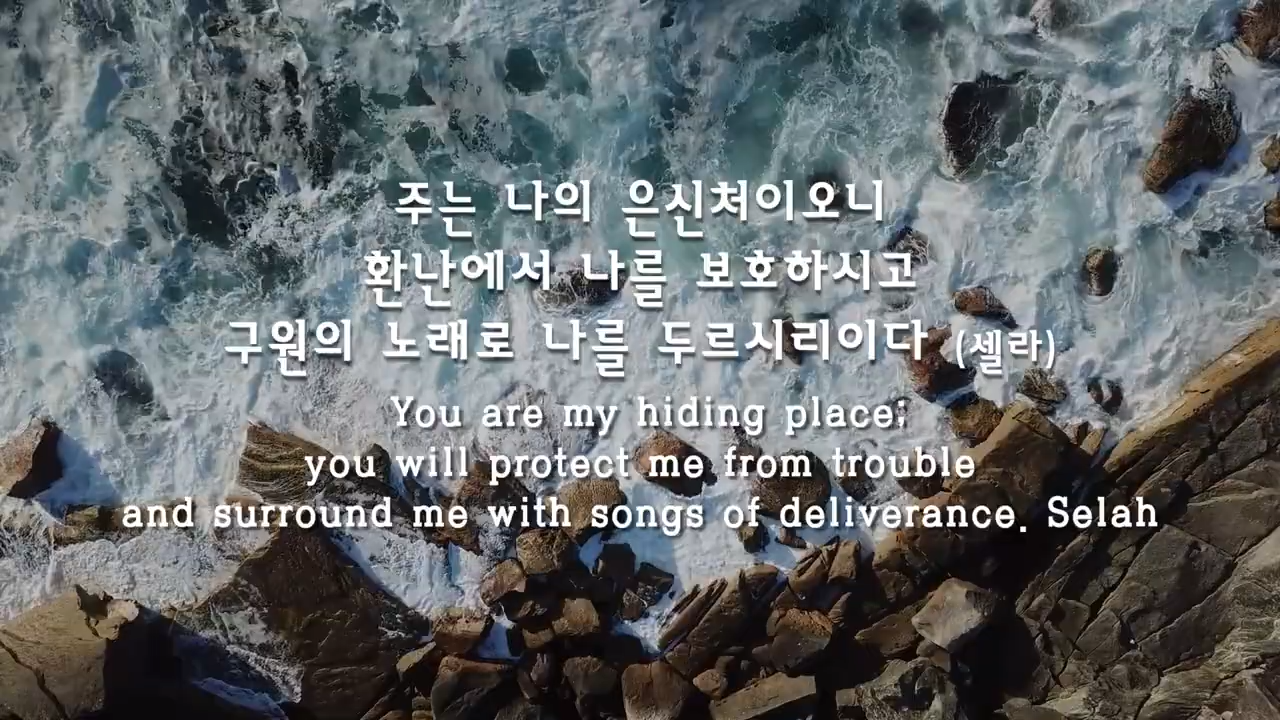 주는 나의 은신처이오니
환난에서 나를 보호하시고
구원의 노래로 나를 두르시리이다 (셀라)
You are my hiding place;
you will protect me from trouble
and surround me with songs of deliverance. Selah